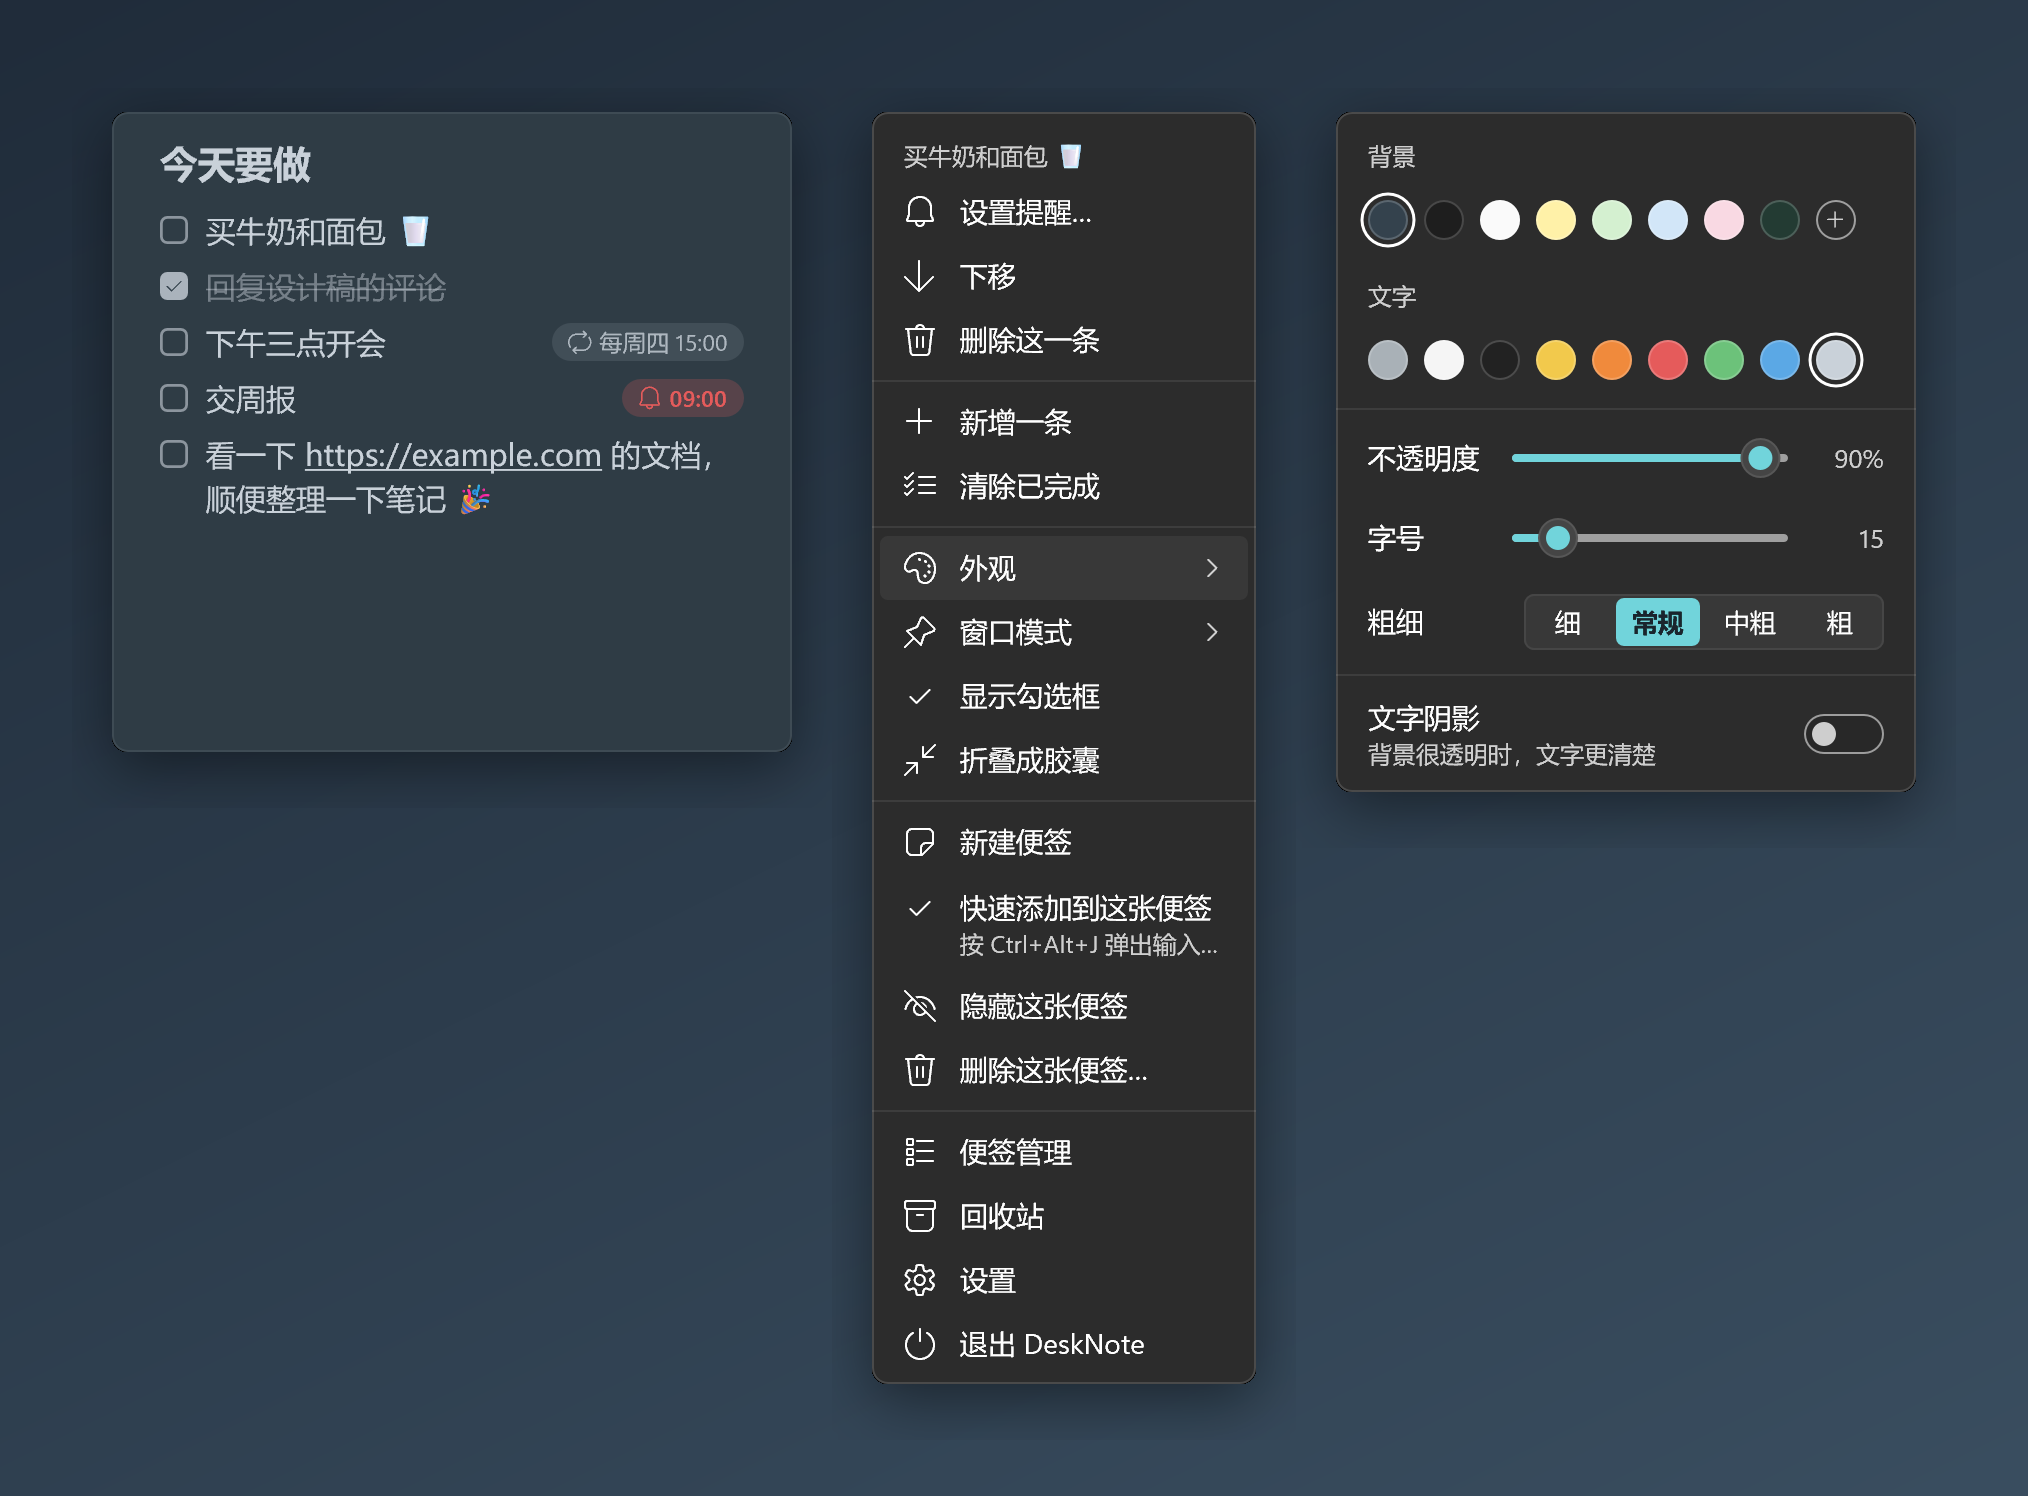 今天要做
买牛奶和面包 🥛
回复设计稿的评论
下午三点开会 每周四 15:00
交周报 09:00
看一下 https://example.com 的文档，
顺便整理一下笔记 🎉
买牛奶和面包 🥛
设置提醒...
下移
删除这一条
新增一条
清除已完成
外观
窗口模式
显示勾选框
折叠成胶囊
新建便签
快速添加到这张便签
按 Ctrl+Alt+J 弹出输入...
隐藏这张便签
删除这张便签...
便签管理
回收站
设置
退出 DeskNote
背景
文字
不透明度 90%
字号 15
粗细 细 常规 中粗 粗
文字阴影
背景很透明时，文字更清楚